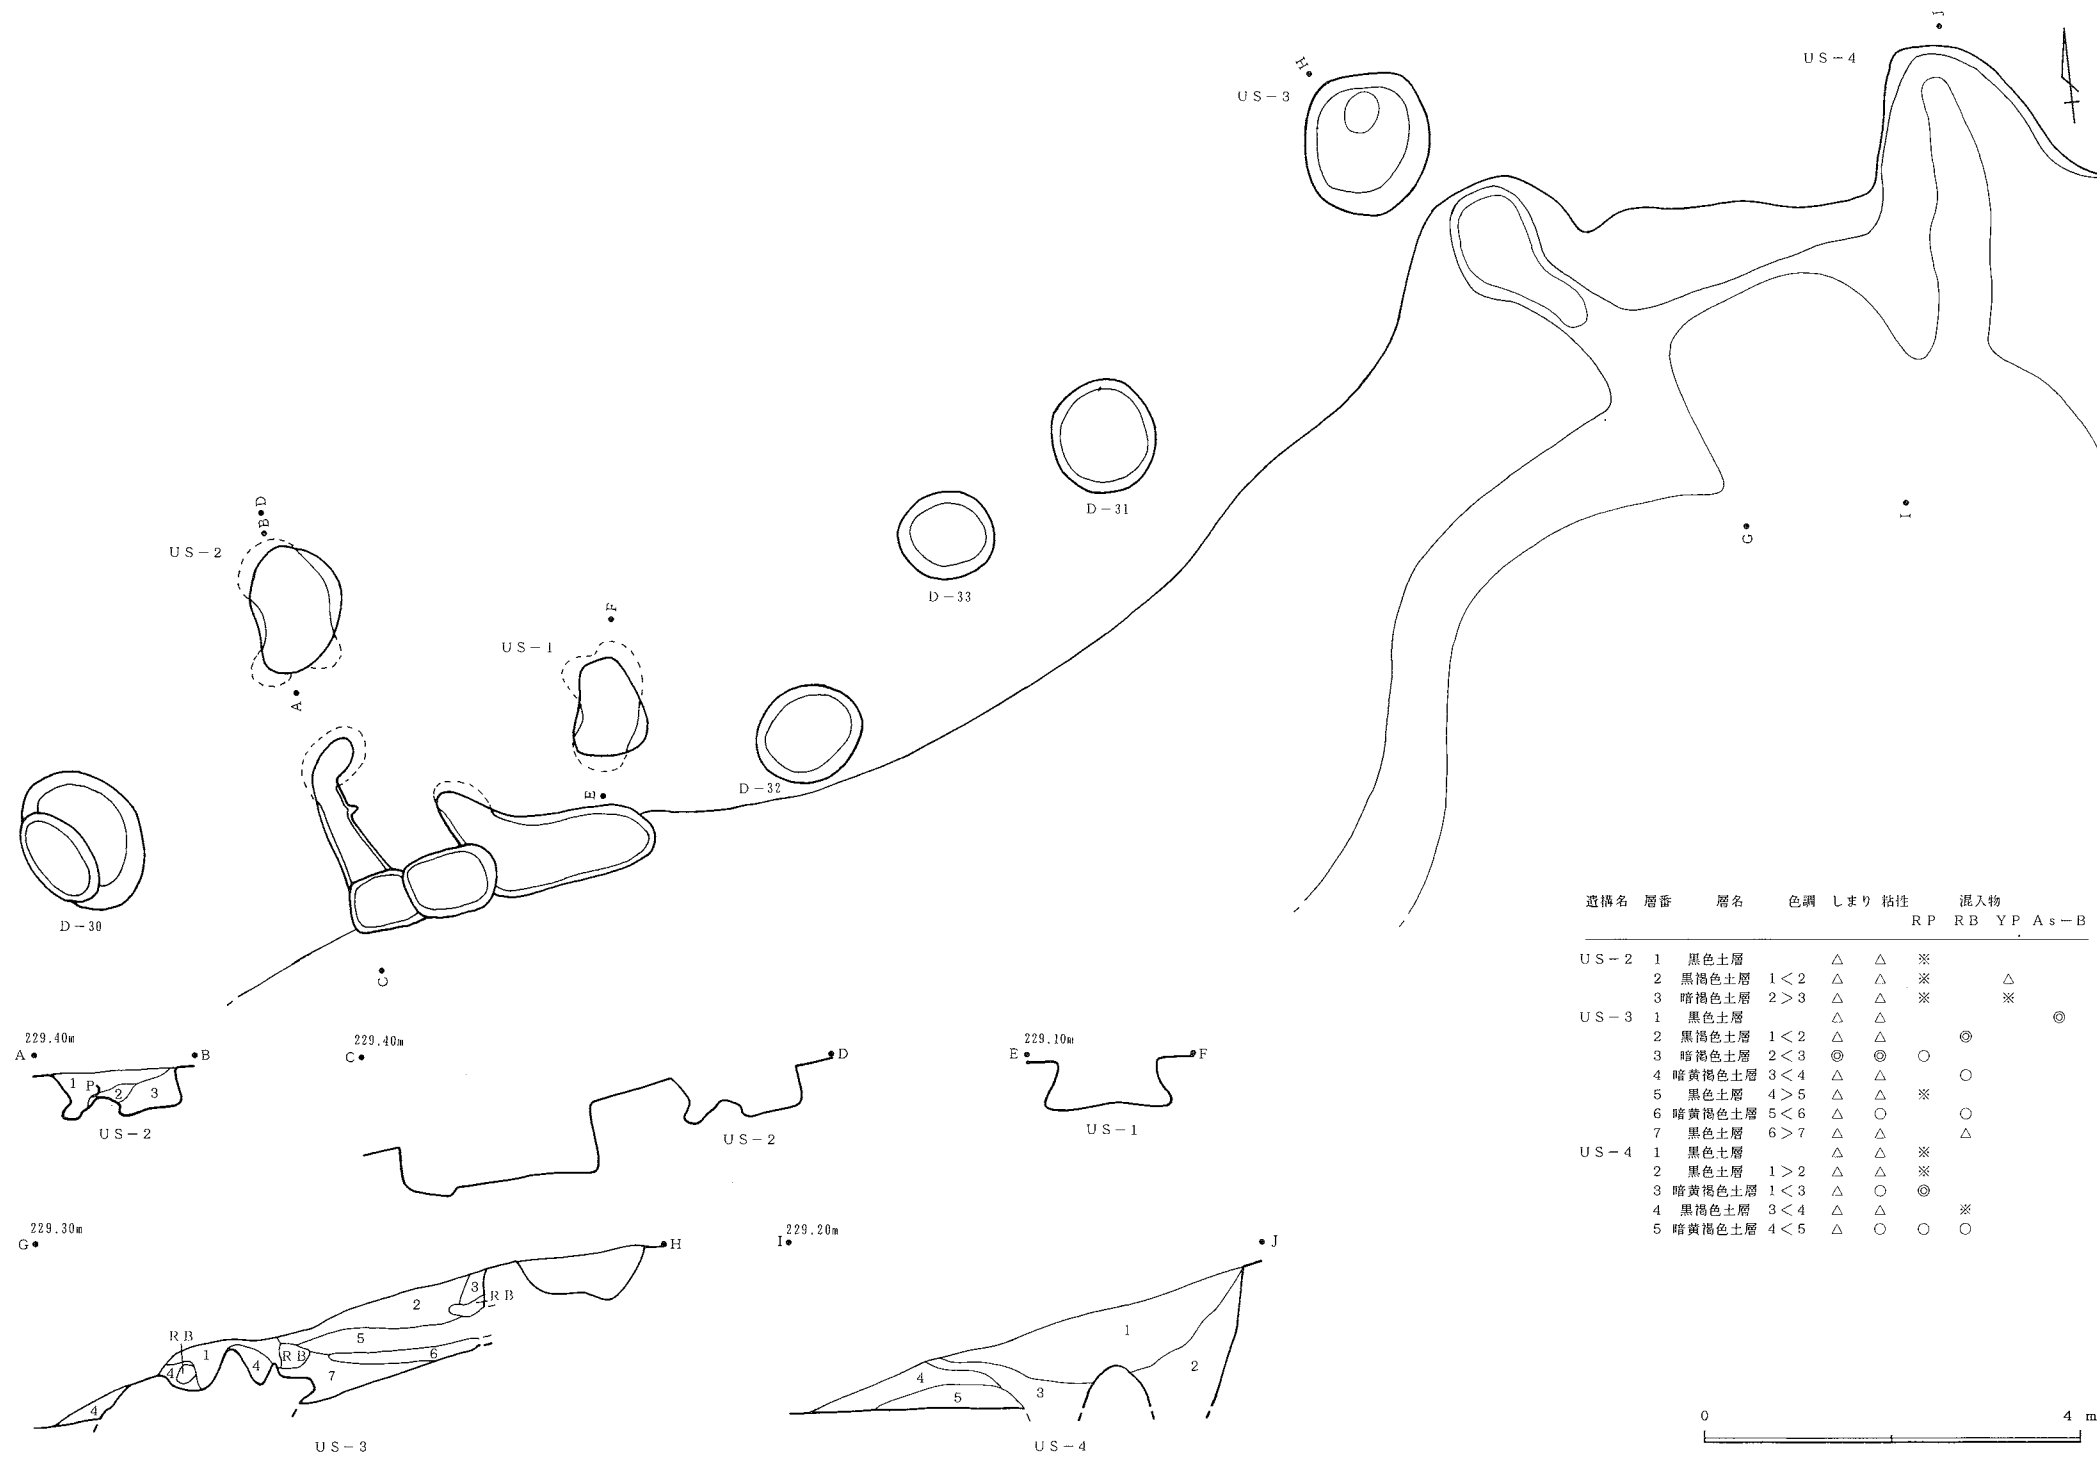 J
US-4
H
US-3
D-31
D
B
US-2
D-33
G
I
F
US-1
A
E
D-32
D-30
C
遺構名 層番 層名 色調 しまり 粘性 混入物
RP RB YP As-B
US-2 1 黒色土層 △ △ ※
2 黒褐色土層 1<2 △ △ ※ △
3 暗褐色土層 2>3 △ △ ※ ※
US-3 1 黒色土層 △ △ ◎
2 黒褐色土層 1<2 △ △ ◎
3 暗褐色土層 2<3 ◎ ◎ ○
4 暗黄褐色土層 3<4 △ △ ○
5 黒色土層 4>5 △ △ ※
6 暗黄褐色土層 5<6 △ ○ ○
7 黒色土層 6>7 △ △ △
US-4 1 黒色土層 △ △ ※
2 黒色土層 1>2 △ △ ※
3 暗黄褐色土層 1<3 △ ○ ◎
4 黒褐色土層 3<4 △ △ ※
5 暗黄褐色土層 4<5 △ ○ ○ ○
229.40m
A B
1 P 2 3
US-2
229.40m
C D
US-2
229.10m
E F
US-1
229.30m
G H
3
2 RB
RB 5
1 4 RB 6
4 7
4
US-3
229.20m
I J
1
2
4
5 3
US-4
0 4 m